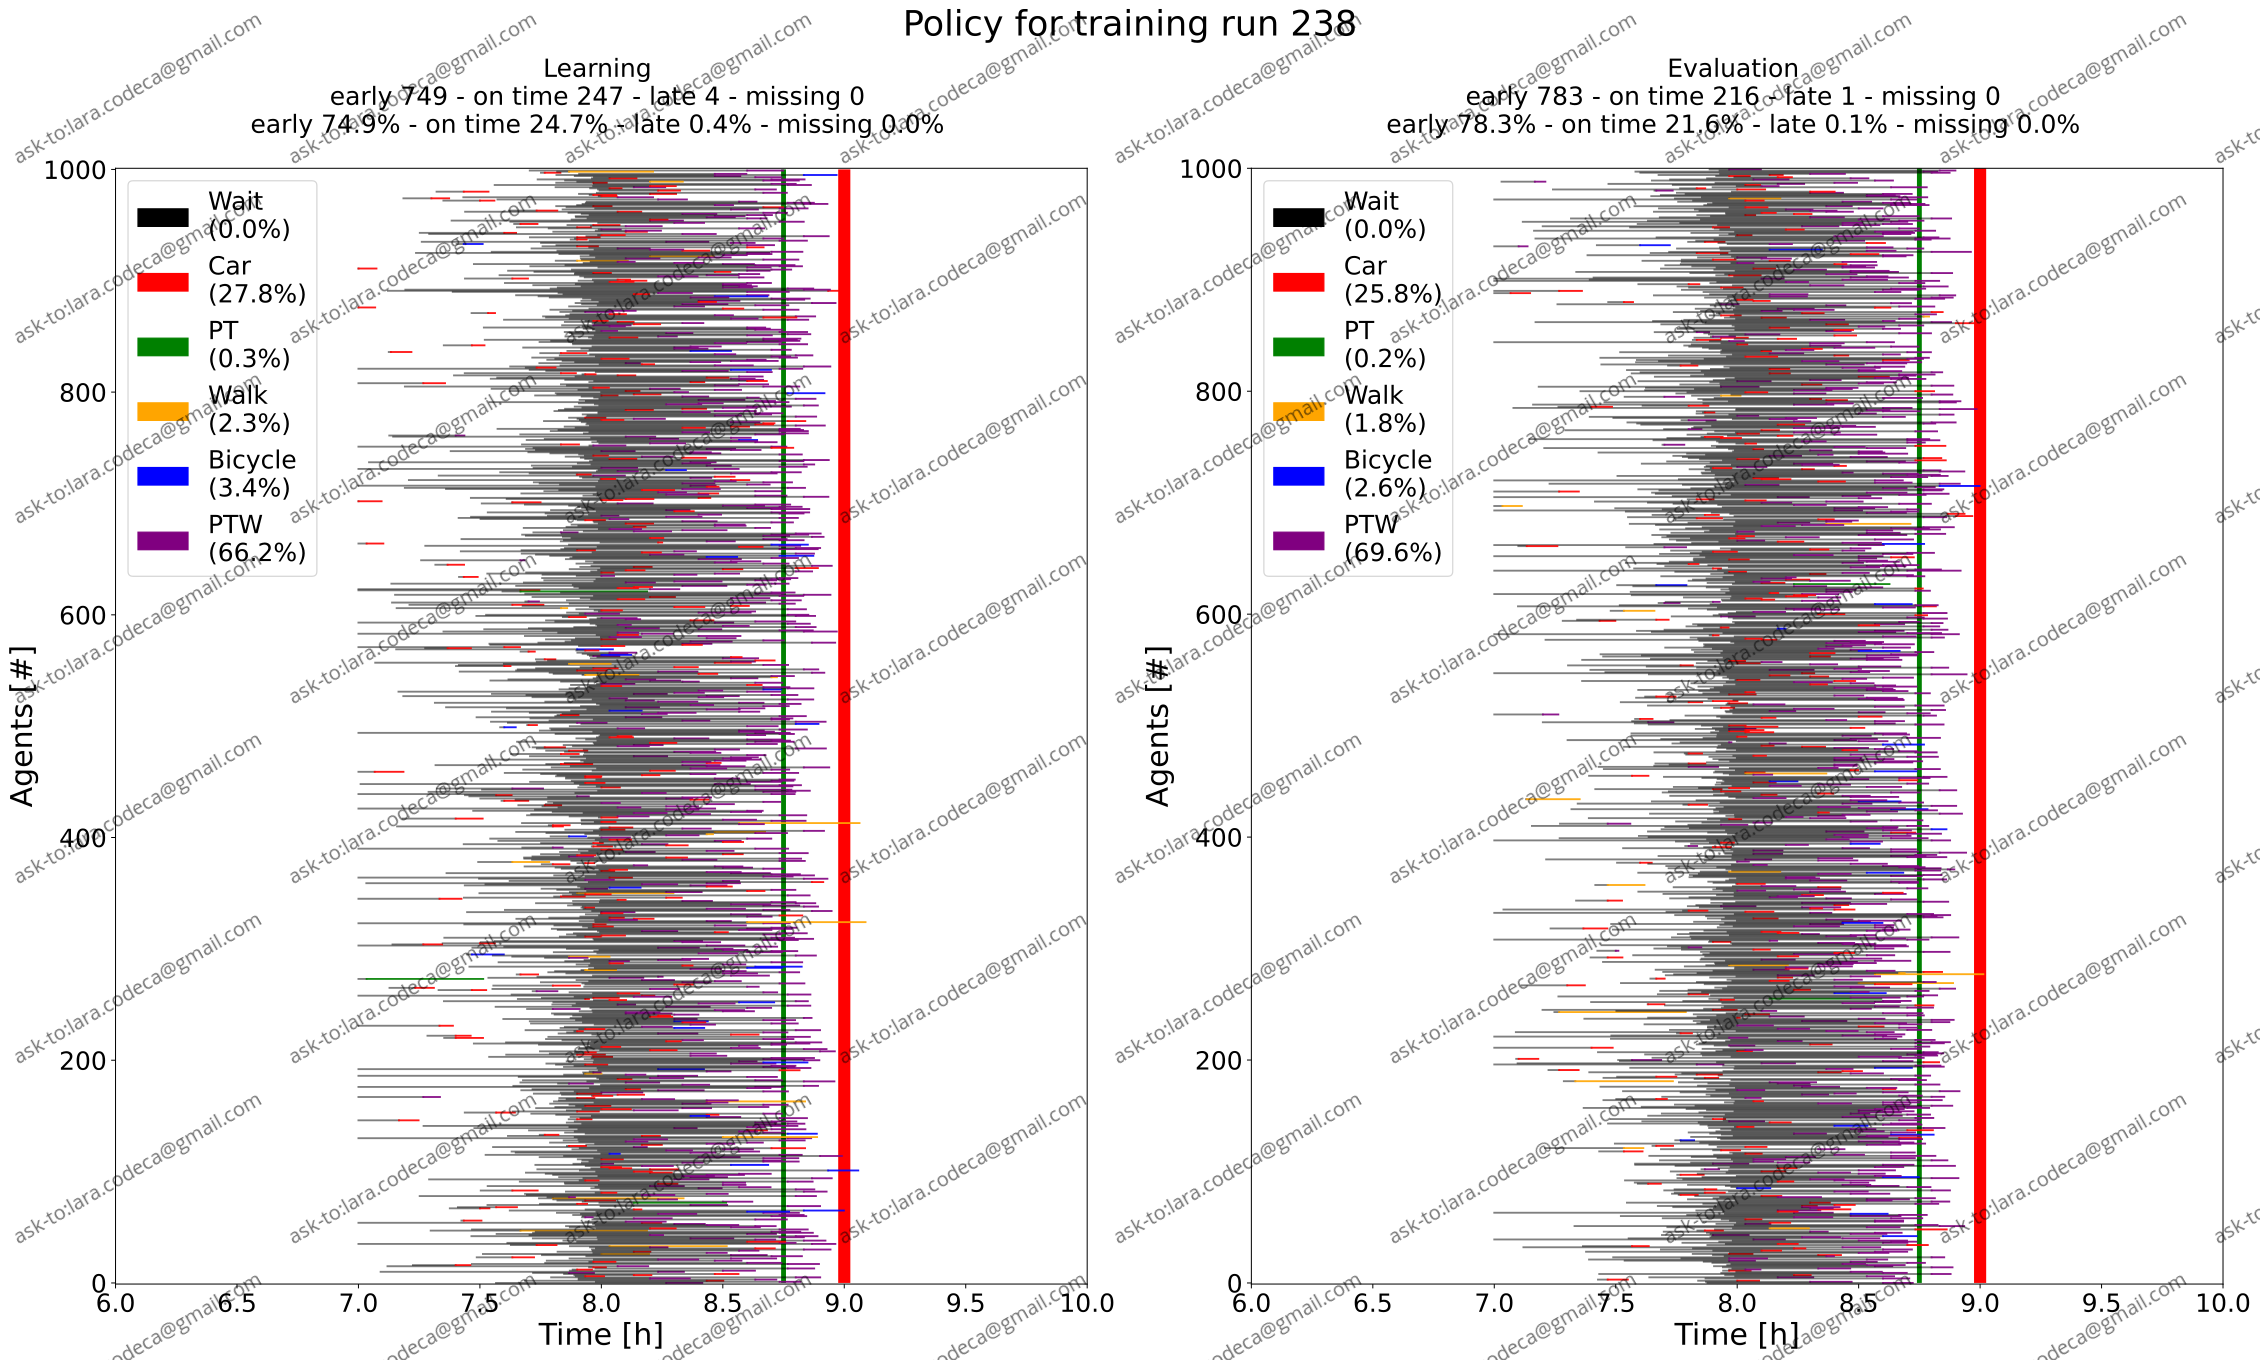 Policy for training run 238
Learning
early 749 - on time 247 - late 4 - missing 0
early 74.9% - on time 24.7% - late 0.4% - missing 0.0%
1000
800
600
400
200
0
Agents [#]
Wait
(0.0%)
Car
(27.8%)
PT
(0.3%)
Walk
(2.3%)
Bicycle
(3.4%)
PTW
(66.2%)
6.0 6.5 7.0 7.5 8.0 8.5 9.0 9.5 10.0
Time [h]
Evaluation
early 783 - on time 216 - late 1 - missing 0
early 78.3% - on time 21.6% - late 0.1% - missing 0.0%
1000
800
600
400
200
0
Agents [#]
Wait
(0.0%)
Car
(25.8%)
PT
(0.2%)
Walk
(1.8%)
Bicycle
(2.6%)
PTW
(69.6%)
6.0 6.5 7.0 7.5 8.0 8.5 9.0 9.5 10.0
Time [h]
ask-to:lara.codeca@gmail.com